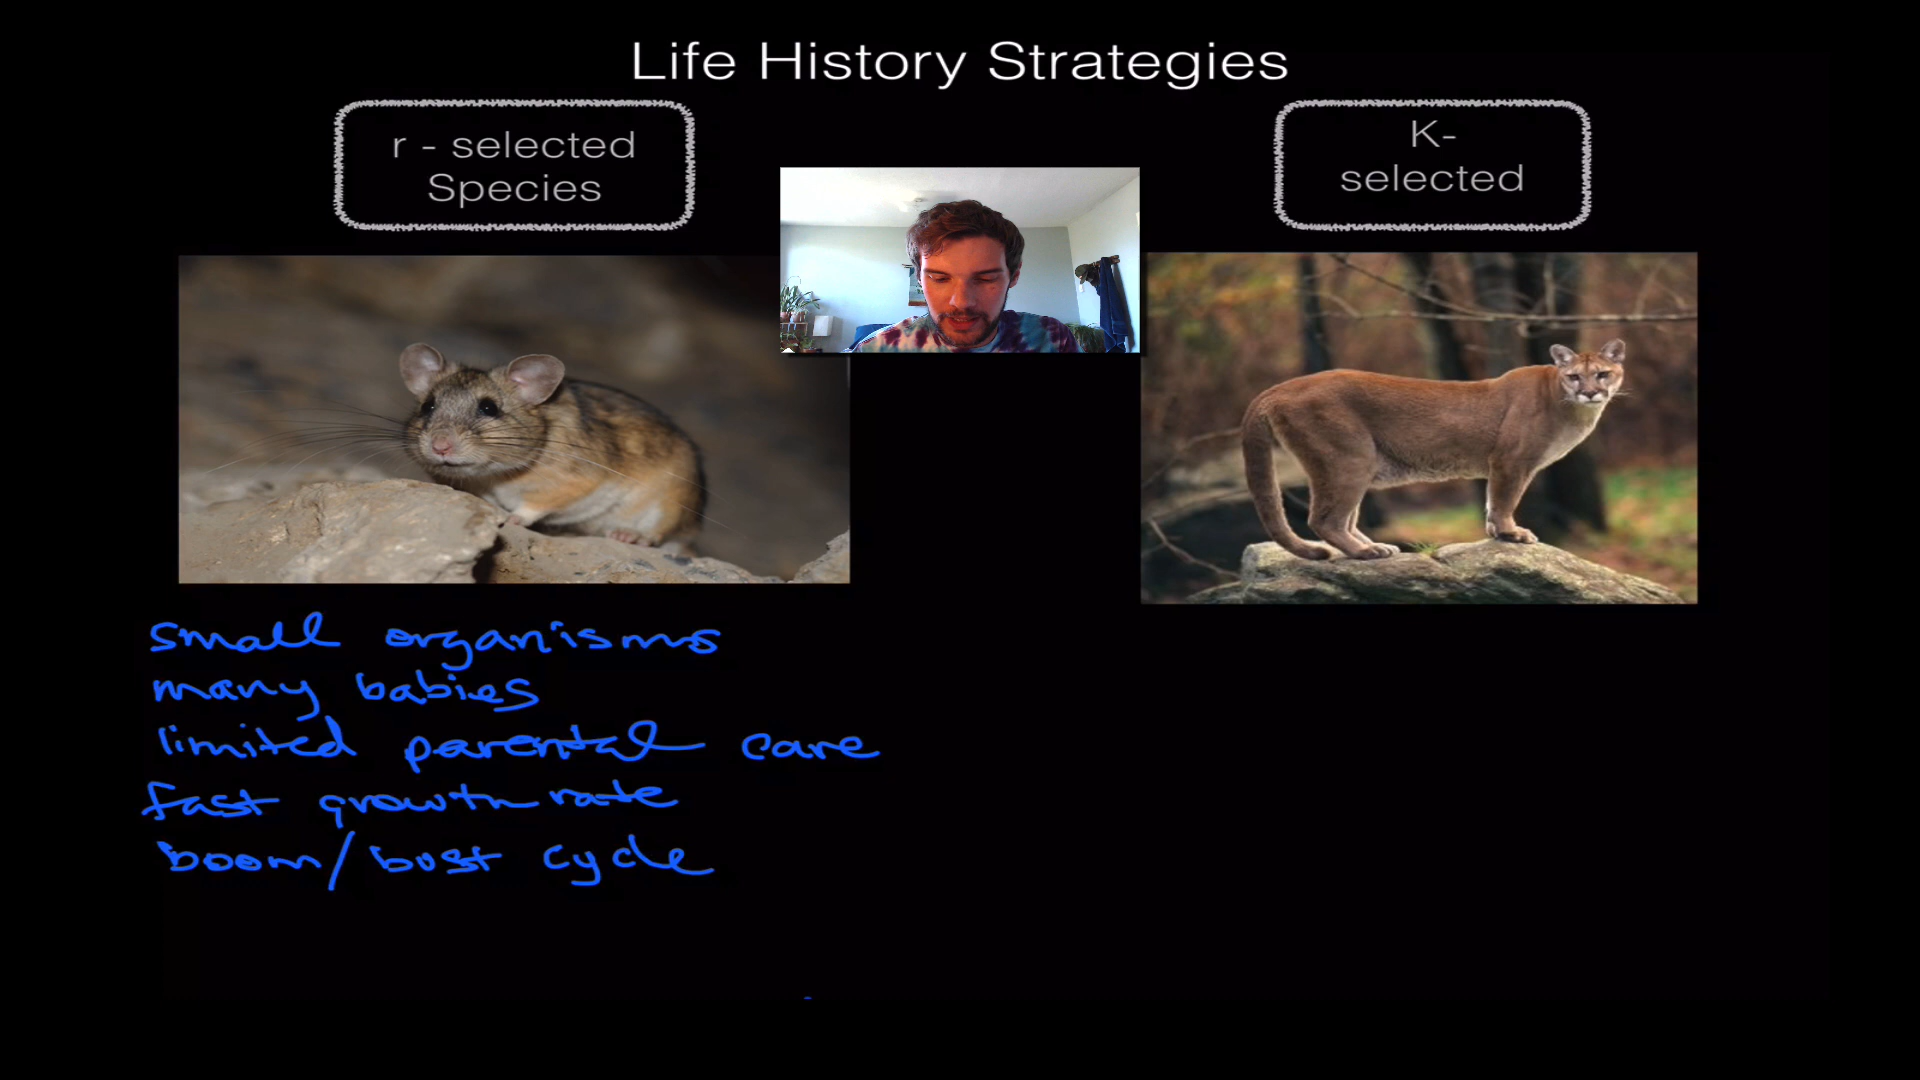 Life History Strategies
r - selected
Species
K-
selected
small organisms
many babies
limited parental care
fast growth rate
boom/bust cycle